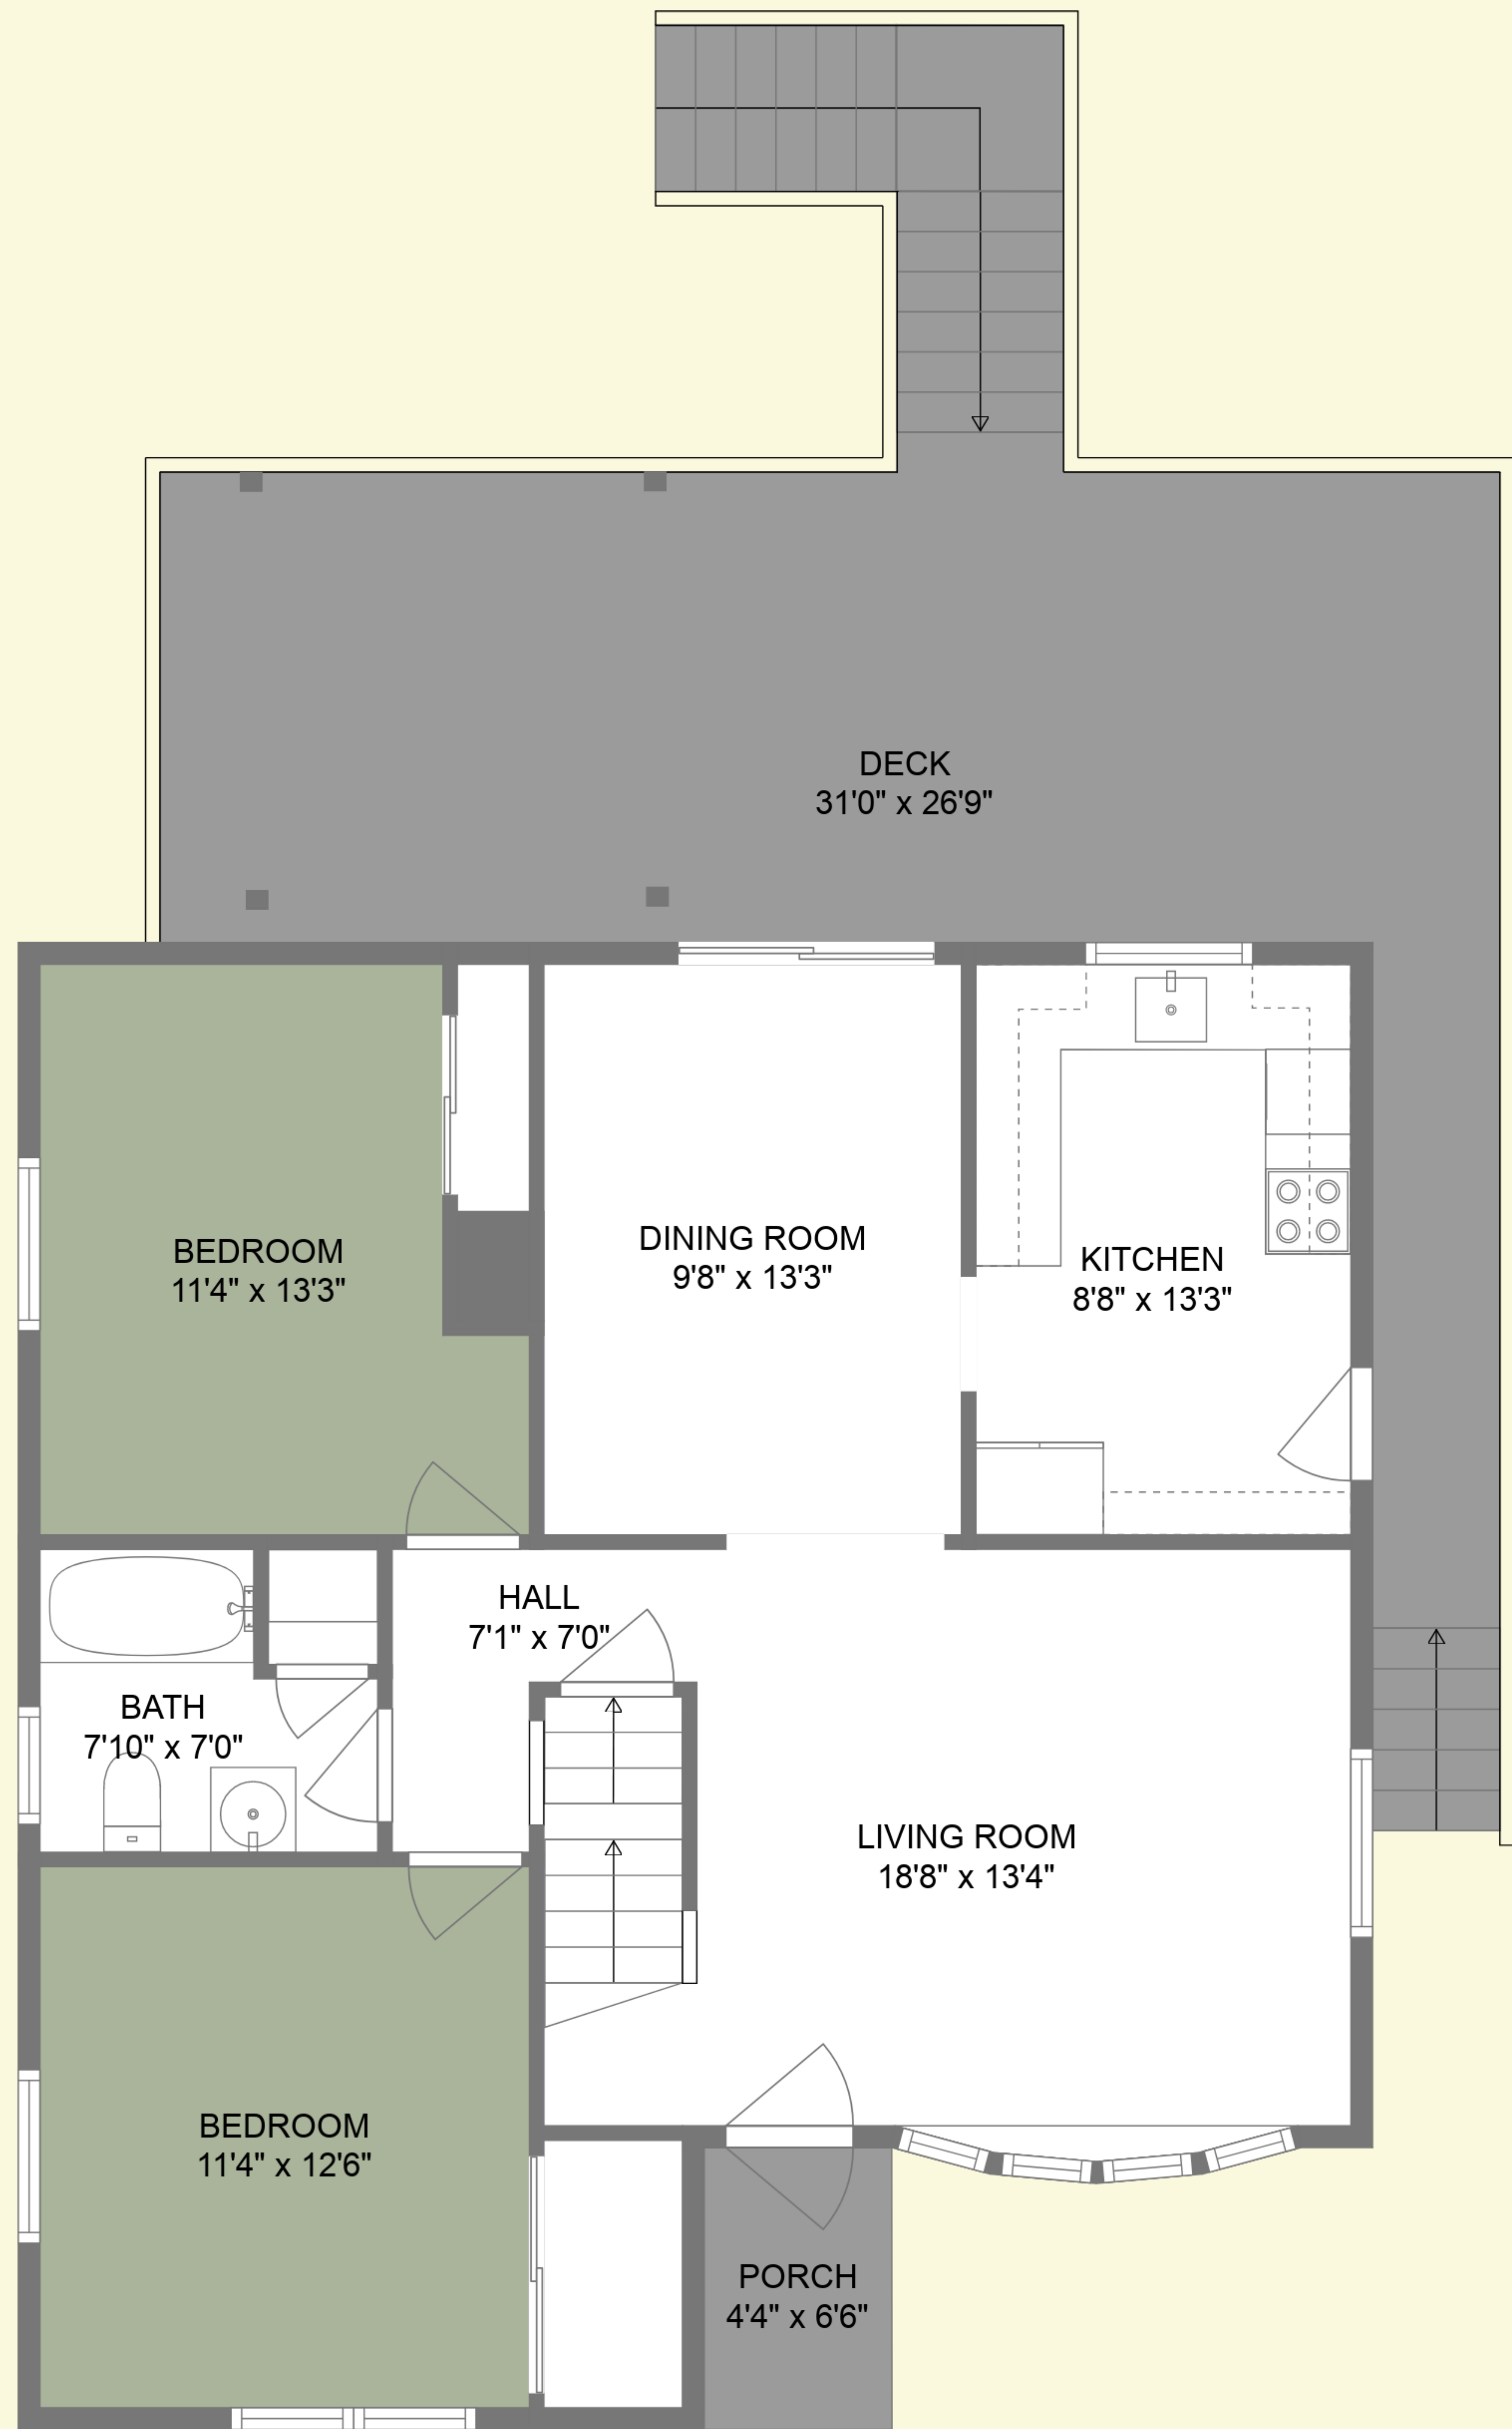 DECK
31'0" x 26'9"
BEDROOM
11'4" x 13'3"
DINING ROOM
9'8" x 13'3"
KITCHEN
8'8" x 13'3"
HALL
7'1" x 7'0"
BATH
7'10" x 7'0"
LIVING ROOM
18'8" x 13'4"
BEDROOM
11'4" x 12'6"
PORCH
4'4" x 6'6"